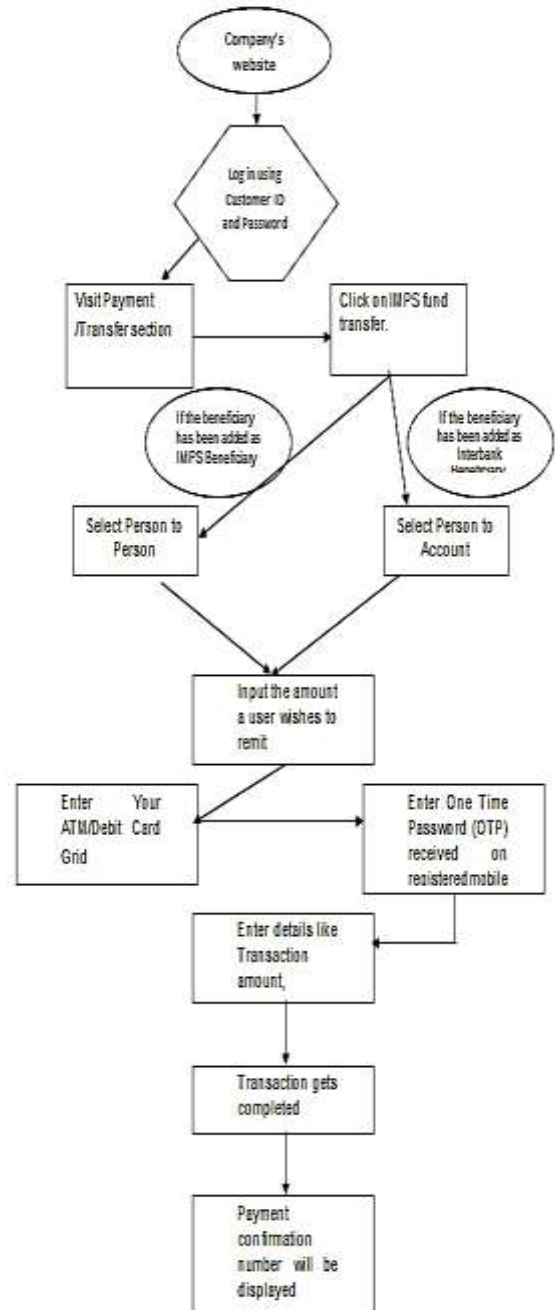 Company's
website
Log in using
Customer ID
and Password
Visit Payment
/Transfer section
Click on IMPS fund
transfer.
If the beneficiary
has been added as
IMPS Beneficiary
If the beneficiary
has been added as
Interbank
Beneficiary
Select Person to
Person
Select Person to
Account
Input the amount
a user wishes to
remit
Enter Your
ATM/Debit Card
Grid
Enter One Time
Password (OTP)
received on
registered mobile
Enter details like
Transaction
amount,
Transaction gets
completed
Payment
confirmation
number will be
displayed